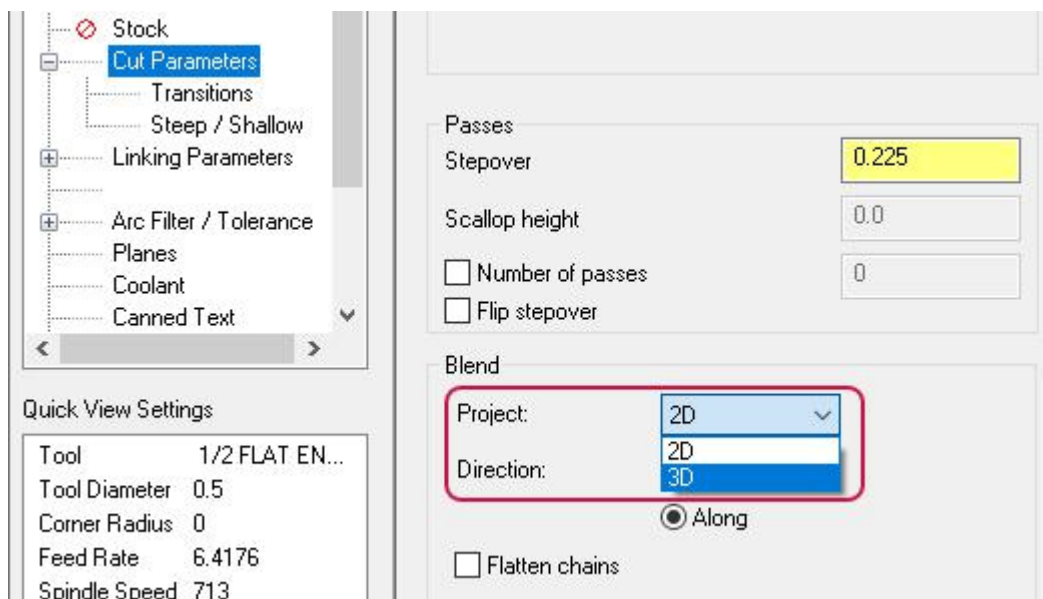 Stock
Cut Parameters
Transitions
Steep / Shallow
Linking Parameters
Arc Filter / Tolerance
Planes
Coolant
Canned Text
Quick View Settings
Tool 1/2 FLAT EN...
Tool Diameter 0.5
Corner Radius 0
Feed Rate 6.4176
Spindle Speed 713
Passes
Stepover 0.225
Scallop height 0.0
Number of passes 0
Flip stepover
Blend
Project: 2D
2D
Direction: 3D
Along
Flatten chains